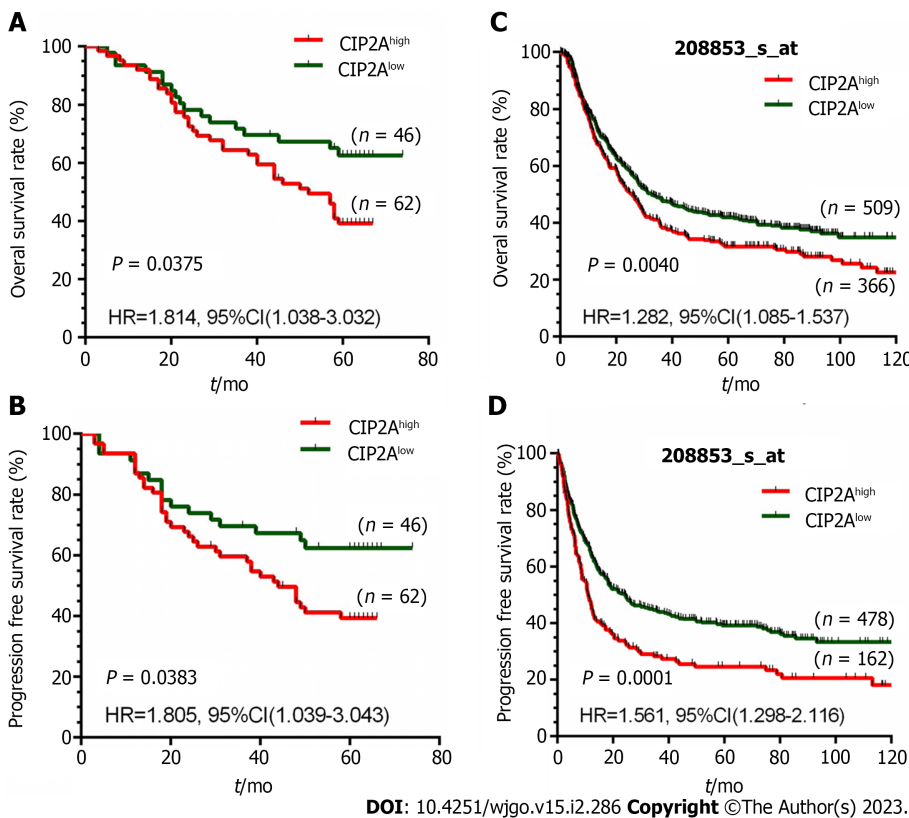 A
CIP2Ahigh
CIP2Alow
(n = 46)
(n = 62)
P = 0.0375
HR=1.814, 95%CI(1.038-3.032)
Overal survival rate (%)
100
80
60
40
20
0
0 20 40 60 80
t/mo
C
208853_s_at
CIP2Ahigh
CIP2Alow
(n = 509)
(n = 366)
P = 0.0040
HR=1.282, 95%CI(1.085-1.537)
Overal survival rate (%)
100
80
60
40
20
0
0 20 40 60 80 100 120
t/mo
B
CIP2Ahigh
CIP2Alow
(n = 46)
(n = 62)
P = 0.0383
HR=1.805, 95%CI(1.039-3.043)
Progression free survival rate (%)
100
80
60
40
20
0
0 20 40 60 80
t/mo
D
208853_s_at
CIP2Ahigh
CIP2Alow
(n = 478)
(n = 162)
P = 0.0001
HR=1.561, 95%CI(1.298-2.116)
Progression free survival rate (%)
100
80
60
40
20
0
0 20 40 60 80 100 120
t/mo
DOI: 10.4251/wjgo.v15.i2.286 Copyright ©The Author(s) 2023.